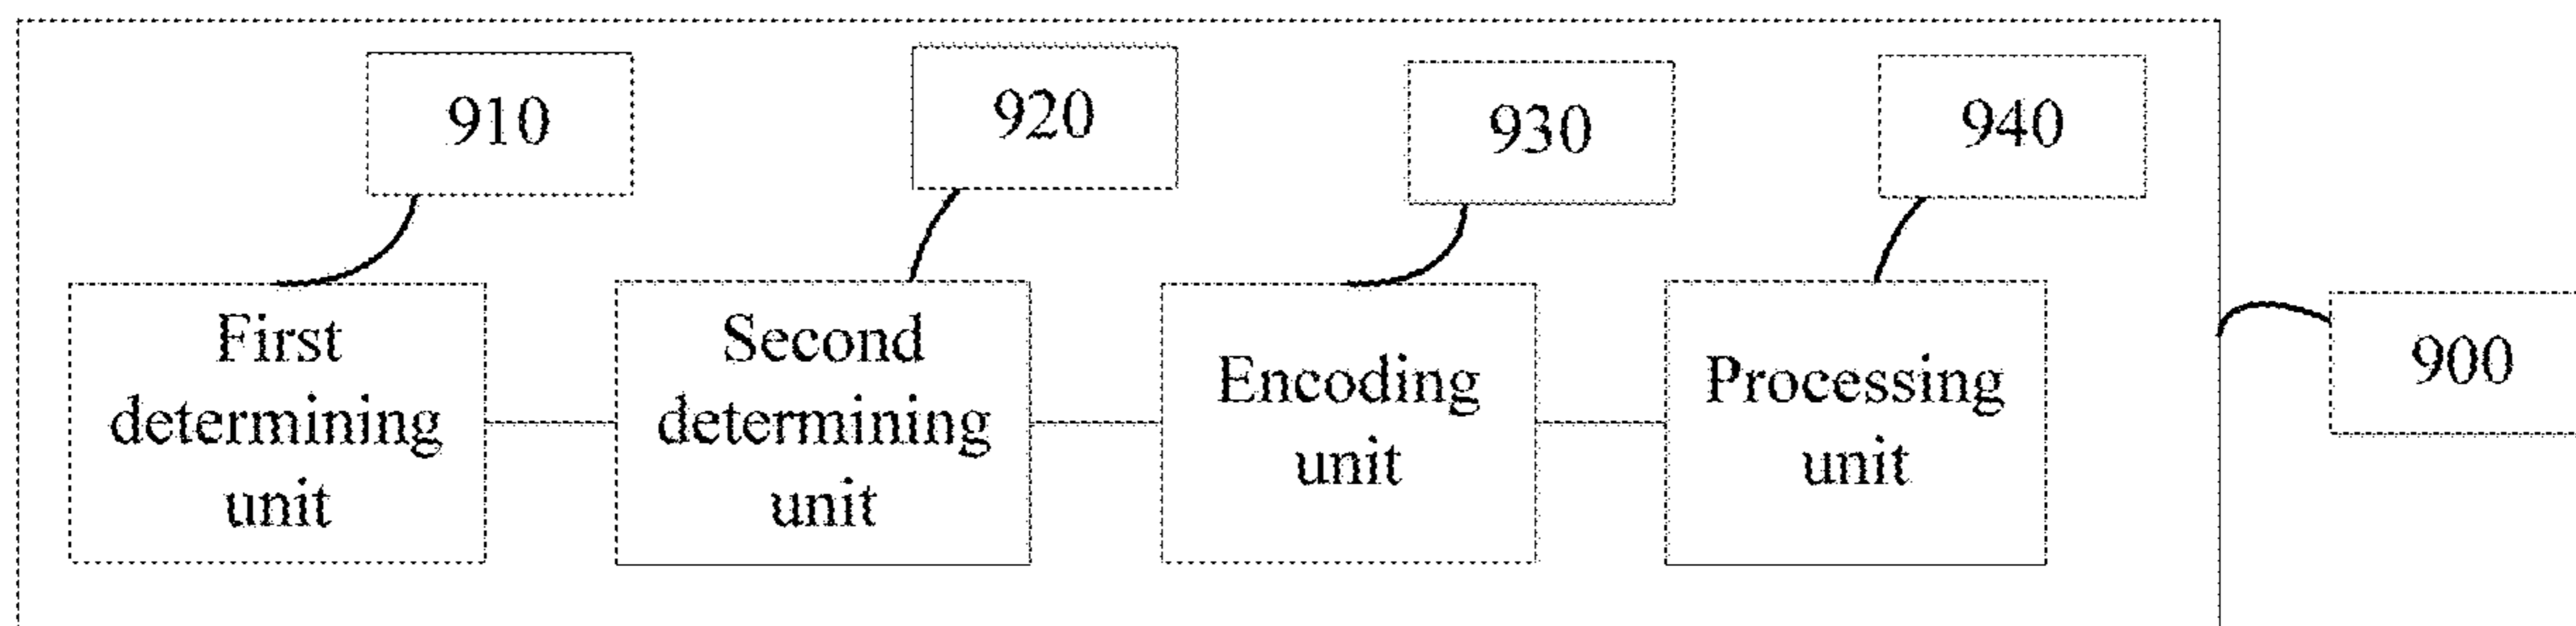 910
920
930
940
First
determining
unit
Second
determining
unit
Encoding
unit
Processing
unit
900